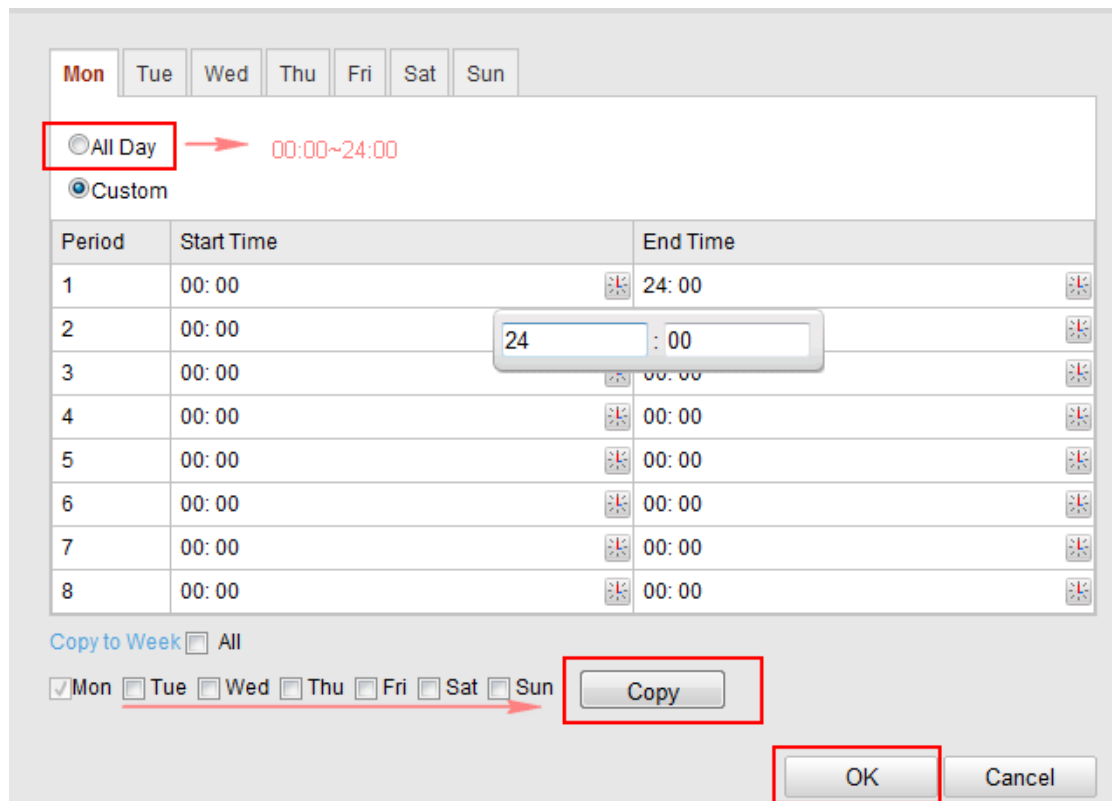 Mon Tue Wed Thu Fri Sat Sun
All Day 00:00~24:00
Custom
Period Start Time End Time
1 00: 00 24: 00
2 00: 00
24 : 00
3 00: 00 00: 00
4 00: 00 00: 00
5 00: 00 00: 00
6 00: 00 00: 00
7 00: 00 00: 00
8 00: 00 00: 00
Copy to Week All
Mon Tue Wed Thu Fri Sat Sun Copy
OK Cancel